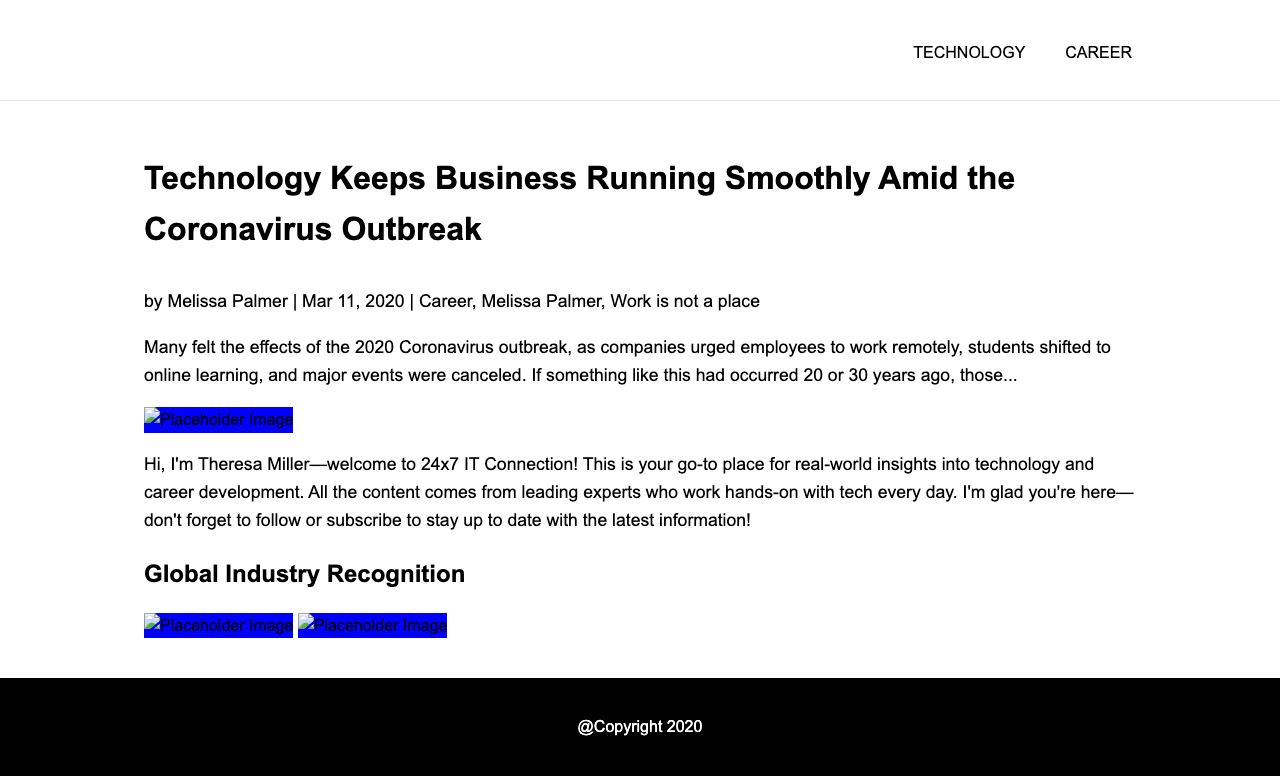 TECHNOLOGY CAREER
Technology Keeps Business Running Smoothly Amid the
Coronavirus Outbreak
by Melissa Palmer | Mar 11, 2020 | Career, Melissa Palmer, Work is not a place
Many felt the effects of the 2020 Coronavirus outbreak, as companies urged employees to work remotely, students shifted to
online learning, and major events were canceled. If something like this had occurred 20 or 30 years ago, those...
Placeholder Image
Hi, I'm Theresa Miller—welcome to 24x7 IT Connection! This is your go-to place for real-world insights into technology and
career development. All the content comes from leading experts who work hands-on with tech every day. I'm glad you're here—
don't forget to follow or subscribe to stay up to date with the latest information!
Global Industry Recognition
Placeholder Image Placeholder Image
@Copyright 2020